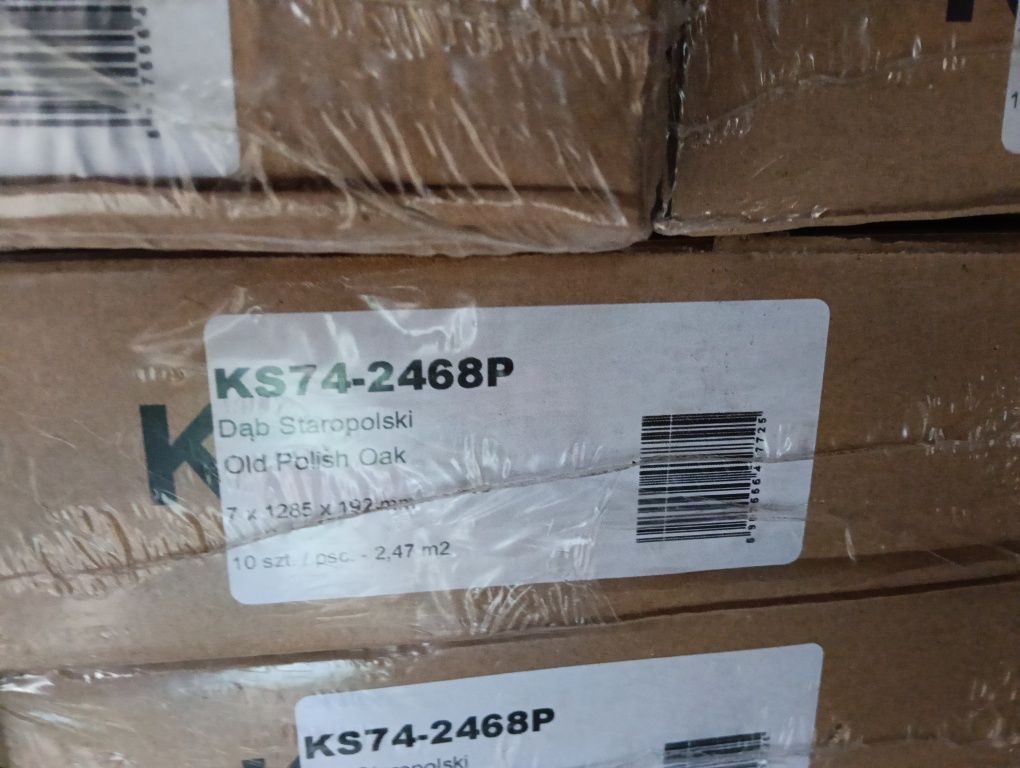 KS74-2468P
Dąb Staropolski
Old Polish Oak
7 x 1285 x 192 mm
10 szt. / psc. - 2,47 m2
K
KS74-2468P
Staropolski